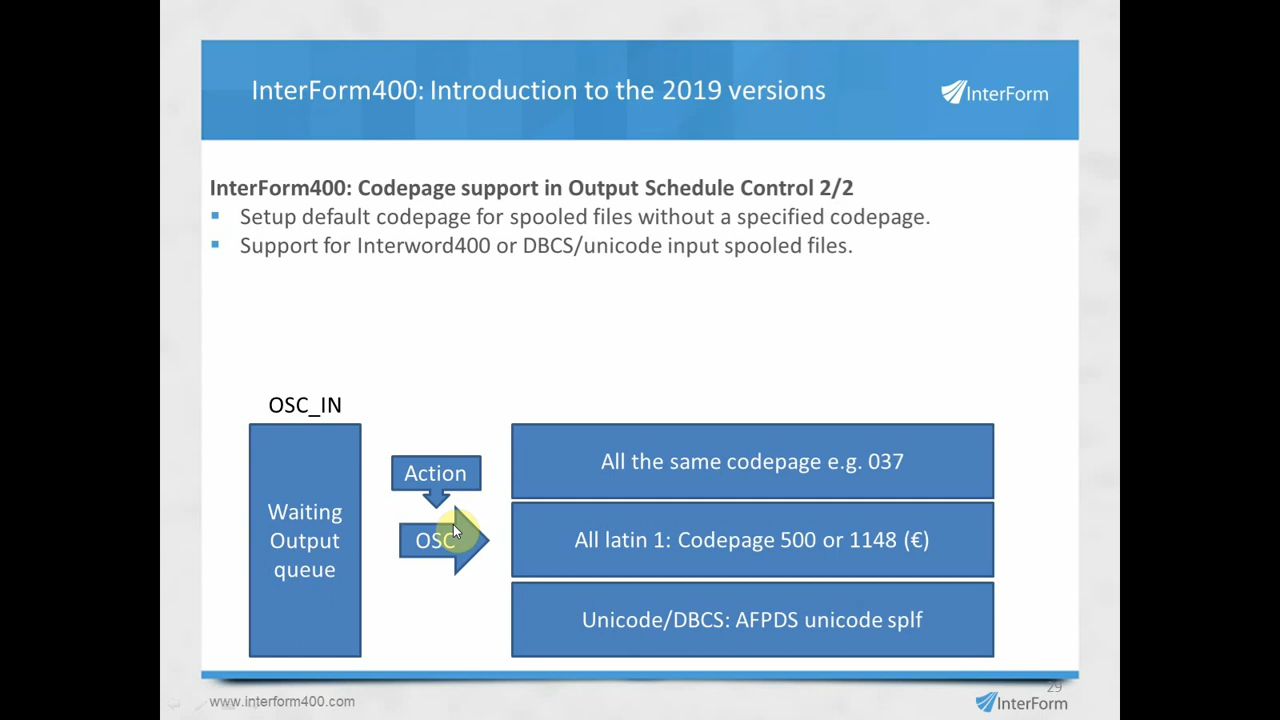 InterForm400: Introduction to the 2019 versions
InterForm
InterForm400: Codepage support in Output Schedule Control 2/2
Setup default codepage for spooled files without a specified codepage.
Support for Interword400 or DBCS/unicode input spooled files.
OSC_IN
Waiting
Output
queue
Action
OSC
All the same codepage e.g. 037
All latin 1: Codepage 500 or 1148 (€)
Unicode/DBCS: AFPDS unicode splf
www.interform400.com
29
InterForm